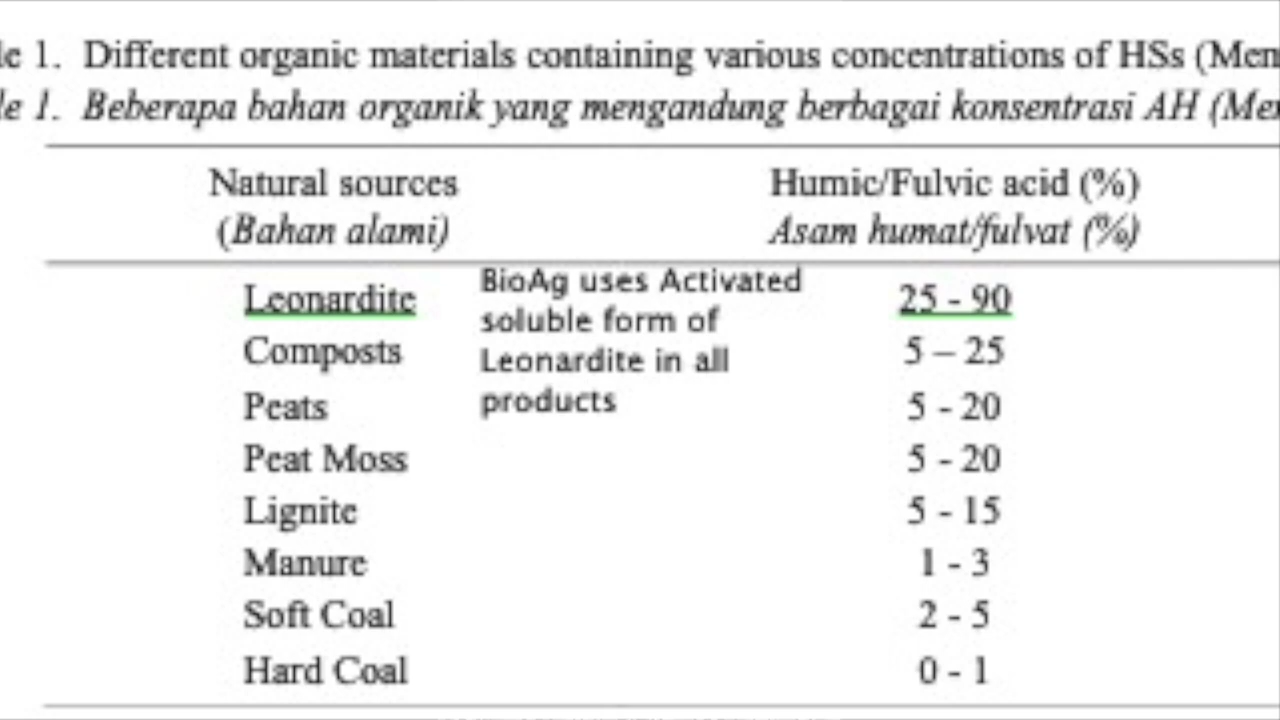 le 1. Different organic materials containing various concentrations of HSs (Men
le 1. Beberapa bahan organik yang mengandung berbagai konsentrasi AH (Mer
Natural sources Humic/Fulvic acid (%)
(Bahan alami) Asam humat/fulvat (%)
Leonardite 25 - 90
BioAg uses Activated
soluble form of
Leonardite in all
products
Composts 5 – 25
Peats 5 - 20
Peat Moss 5 - 20
Lignite 5 - 15
Manure 1 - 3
Soft Coal 2 - 5
Hard Coal 0 - 1